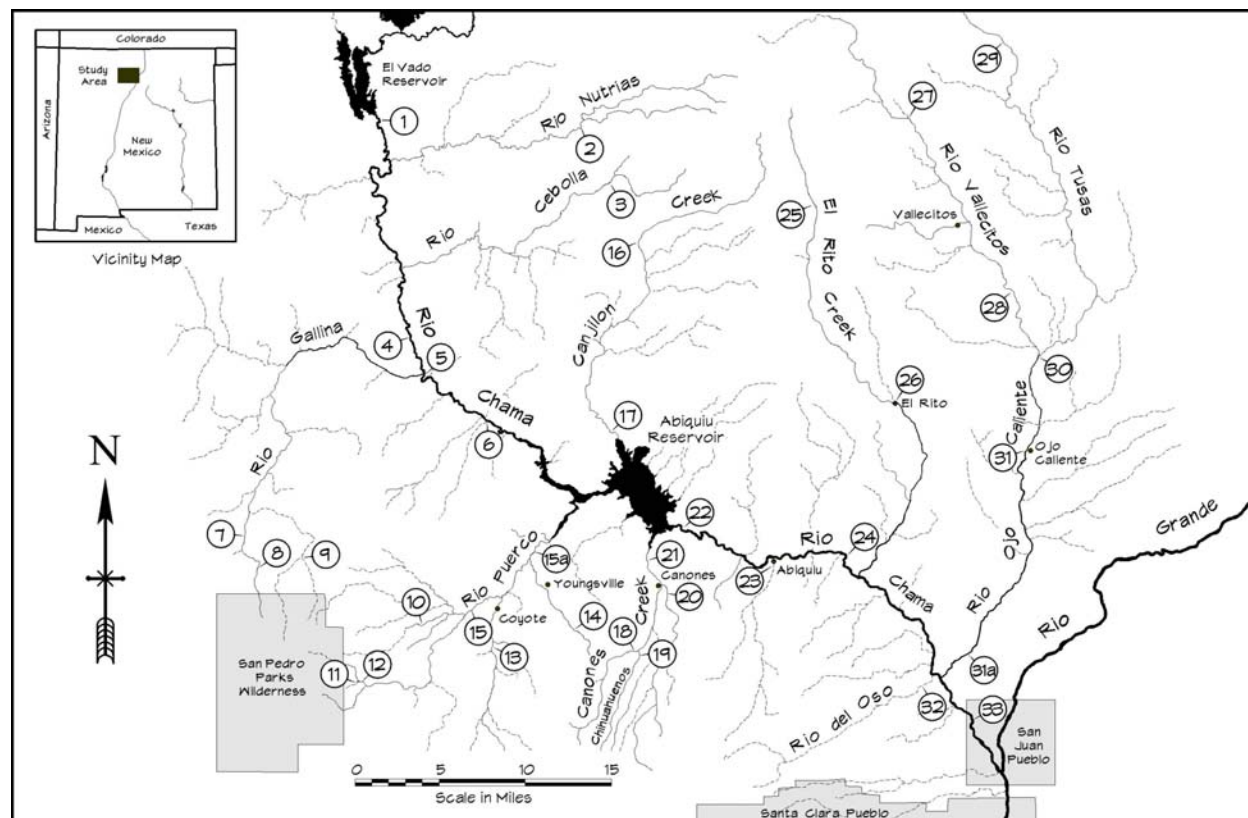 Colorado
Study
Area
Arizona
New
Mexico
Mexico
Texas
Vicinity Map
El Vado
Reservoir
1
Rio Nutrias
2
Rio Cebolla
3
Canjillon Creek
16
17
Rio Gallina
4
5
Rio Chama
6
7
8
9
Abiquiu
Reservoir
25
El Rito Creek
26
El Rito
27
Rio Vallecitos
Vallecitos
28
29
Rio Tusas
30
Rio Ojo Caliente
31
Ojo
Caliente
31a
Rio Grande
N
San Pedro
Parks
Wilderness
10
11
12
Rio Puerco
15a
Youngsville
Coyote
15
13
14
Canones Creek
18
Chihuahuenos
19
20
Canones
21
22
23
Abiquiu
24
Rio Chama
Rio del Oso
32
33
San
Juan
Pueblo
Santa Clara Pueblo
0 5 10 15
Scale in Miles